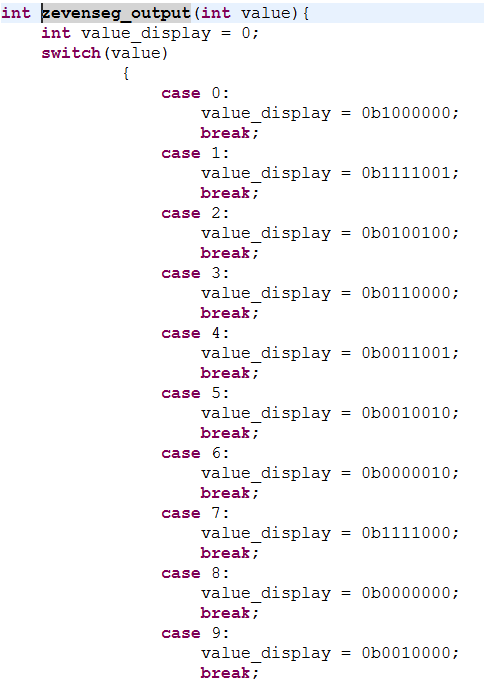 int zevenseg_output(int value){
    int value_display = 0;
    switch(value)
            {
                case 0:
                    value_display = 0b1000000;
                    break;
                case 1:
                    value_display = 0b1111001;
                    break;
                case 2:
                    value_display = 0b0100100;
                    break;
                case 3:
                    value_display = 0b0110000;
                    break;
                case 4:
                    value_display = 0b0011001;
                    break;
                case 5:
                    value_display = 0b0010010;
                    break;
                case 6:
                    value_display = 0b0000010;
                    break;
                case 7:
                    value_display = 0b1111000;
                    break;
                case 8:
                    value_display = 0b0000000;
                    break;
                case 9:
                    value_display = 0b0010000;
                    break;